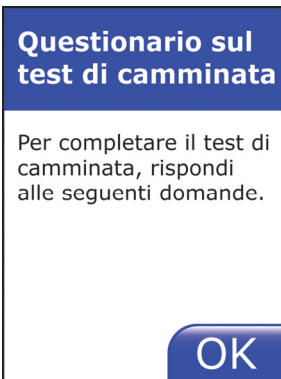 Questionario sul
test di camminata
Per completare il test di
camminata, rispondi
alle seguenti domande.
OK